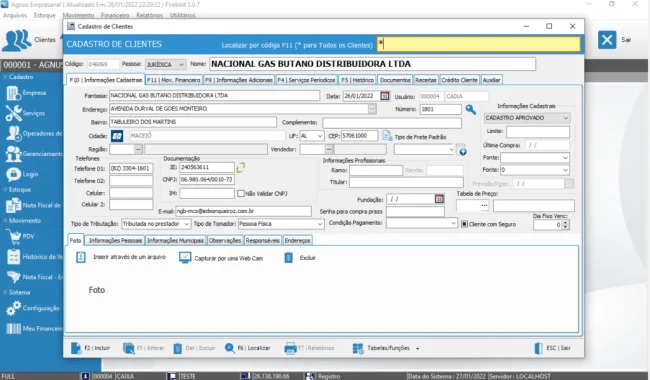 Agnus Empresarial ( Atualizado Em: 26/01/2022 22:20:22 ) Firebird 3.0.7
Arquivos Estoque Movimento Financeiro Relatórios Utilitários
Clientes
Sair
000001 - AGNUS
Cadastro
Empresa
Serviços
Operadores de
Gerenciamento
Login
Estoque
Nota Fiscal de
Movimento
PDV
Histórico de Ve
Nota Fiscal - En
Sistema
Configuração
Meu Financeiro
Cadastro de Clientes
CADASTRO DE CLIENTES
Localizar por código F11 (* para Todos os Clientes)
*
Código: 046069 Pessoa: JURÍDICA Nome: NACIONAL GAS BUTANO DISTRIBUIDORA LTDA
F10 | Informações Cadastrais F11 | Mov. Financeiro F9 | Informações Adicionais F4 | Serviços Periodicos F5 | Histórico Documentos Receitas Crédito Cliente Auxiliar
Fantasia: NACIONAL GAS BUTANO DISTRIBUIDORA LTDA Data: 26/01/2022 Usuário: 000004 CAIXA
Endereço: AVENIDA DURVAL DE GOES MONTEIRO Número: 1801
Bairro: TABULEIRO DOS MARTINS Complemento:
Cidade: MACEIÓ UF: AL CEP: 57061000 Tipo de Frete Padrão
Região: Vendedor:
Informações Cadastrais
CADASTRO APROVADO
Limite:
Última Compra: / /
Fonte:
Fonte: 0
Previsão/Pgto: / /
Telefones
Telefone 01: (82) 3304-1601
Telefone 02:
Celular:
Celular 2:
Documentação
IE: 240563611
CNPJ: 06.980.064/0010-73
IM: Não Validar CNPJ
E-mail: ngb-mco@edsonqueiroz.com.br
Informações Profissionais
Ramo: Renda:
Titular:
Fundação: / /
Senha para compra prazo
Tabela de Preço:
...
Dia Fixo Venc:
Tipo de Tributação: Tributada no prestador Tipo de Tomador: Pessoa Física Condição Pagamento: Cliente com Seguro 0
Foto Informações Pessoais Informações Municipais Observações Responsáveis Endereços
Inserir através de um arquivo Capturar por uma Web Cam Excluir
Foto
F2 | Incluir F3 | Alterar Del | Excluir F6 | Localizar F7 | Relatórios Tabelas/Funções ESC | Sair
FULL 1 000004 | CAIXA TESTE 26.138.190.66 Registro Data do Sistema : 27/01/2022 Servidor : LOCALHOST